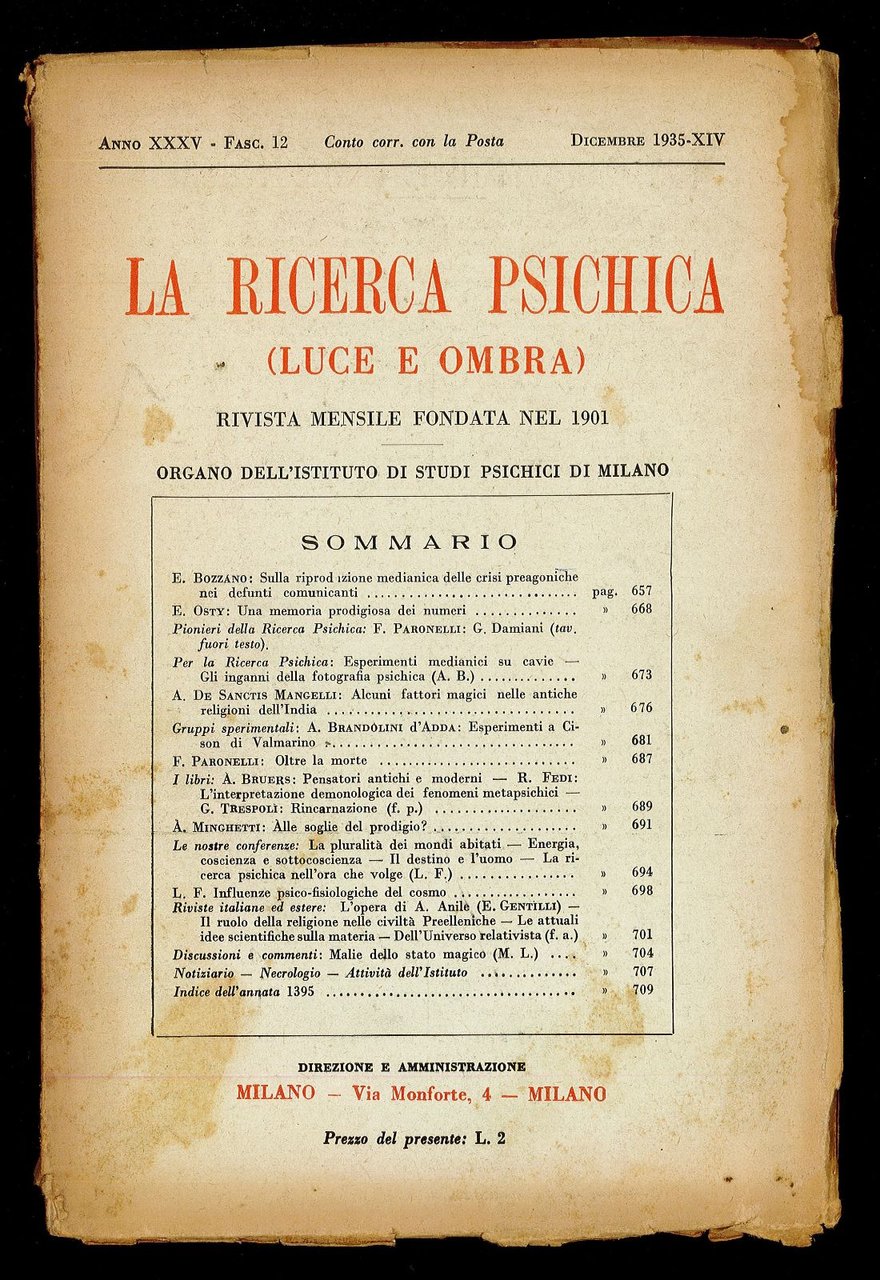 ANNO XXXV - FASC. 12 Conto corr. con la Posta DICEMBRE 1935-XIV
LA RICERCA PSICHICA
(LUCE E OMBRA)
RIVISTA MENSILE FONDATA NEL 1901
ORGANO DELL'ISTITUTO DI STUDI PSICHICI DI MILANO
SOMMARIO
E. BOZZANO: Sulla riprod ızione medianica delle crisi preagoniche
nei defunti comunicanti ............................ pag. 657
E. OSTY: Una memoria prodigiosa dei numeri .............. » 668
Pionieri della Ricerca Psichica: F. PARONELLI: G. Damiani (tav.
fuori testo).
Per la Ricerca Psichica: Esperimenti medianici su cavie —
Gli inganni della fotografia psichica (A. B.) ............. » 673
A. DE SANCTIS MANGELLI: Alcuni fattori magici nelle antiche
religioni dell'India ................................. » 676
Gruppi sperimentali: A. BRANDOLINI d'ADDA: Esperimenti a Ci-
son di Valmarino ................................ » 681
F. PARONELLI: Oltre la morte .......................... » 687
I libri: A. BRUERS: Pensatori antichi e moderni — R. FEDI:
L'interpretazione demonologica dei fenomeni metapsichici —
G. TRESPOLI: Rincarnazione (f. p.) ................... » 689
A. MINGHETTI: Alle soglie del prodigio? ................... » 691
Le nostre conferenze: La pluralità dei mondi abitati — Energia,
coscienza e sottocoscienza — Il destino e l'uomo — La ri-
cerca psichica nell'ora che volge (L. F.) ............... » 694
L. F. Influenze psico-fisiologiche del cosmo ................ » 698
Riviste italiane ed estere: L'opera di A. Anile (E. GENTILLI) —
Il ruolo della religione nelle civiltà Preelleniche — Le attuali
idee scientifiche sulla materia — Dell'Universo relativista (f. a.) » 701
Discussioni e commenti: Malie dello stato magico (M. L.) .... » 704
Notiziario — Necrologio — Attività dell'Istituto ............. » 707
Indice dell'annata 1395 .................................. » 709
DIREZIONE E AMMINISTRAZIONE
MILANO — Via Monforte, 4 — MILANO
Prezzo del presente: L. 2